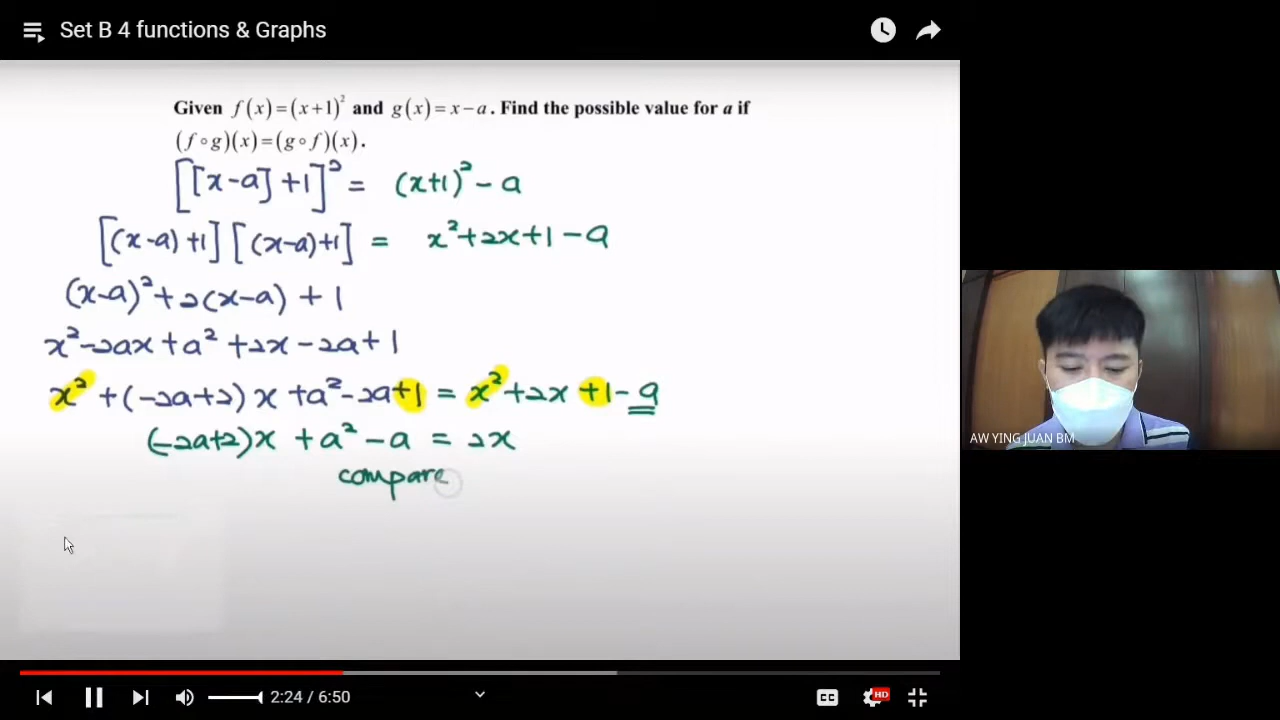 Set B 4 functions & Graphs
Given f(x)=(x+1)² and g(x)=x−a. Find the possible value for a if
(f∘g)(x)=(g∘f)(x).
[[x-a]+1]² = (x+1)² - a
[(x-a)+1][(x-a)+1] = x²+2x+1-a
(x-a)²+2(x-a)+1
x²-2ax+a²+2x-2a+1
x²+(-2a+2)x+a²-2a+1 = x²+2x+1-a
(-2a+2)x+a²-a = 2x
compare
AW YING JUAN BM
2:24 / 6:50
CC
HD